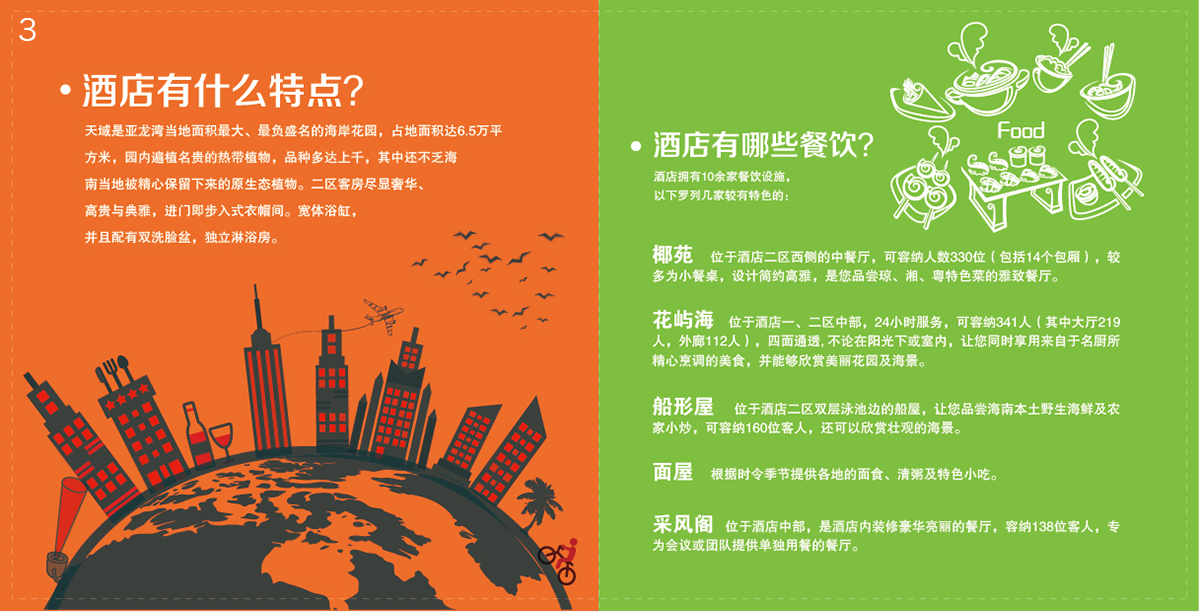 3
• 酒店有什么特点?
天域是亚龙湾当地面积最大、最负盛名的海岸花园，占地面积达6.5万平
方米，园内遍植名贵的热带植物，品种多达上千，其中还不乏海
南当地被精心保留下来的原生态植物。二区客房尽显奢华、
高贵与典雅，进门即步入式衣帽间。宽体浴缸，
并且配有双洗脸盆，独立淋浴房。
Food
• 酒店有哪些餐饮?
酒店拥有10余家餐饮设施，
以下罗列几家较有特色的：
椰苑 位于酒店二区西侧的中餐厅，可容纳人数330位（包括14个包厢），较
多为小餐桌，设计简约高雅，是您品尝琼、湘、粤特色菜的雅致餐厅。
花屿海 位于酒店一、二区中部，24小时服务，可容纳341人（其中大厅219
人，外廊112人），四面通透,不论在阳光下或室内，让您同时享用来自于名厨所
精心烹调的美食，并能够欣赏美丽花园及海景。
船形屋 位于酒店二区双层泳池边的船屋，让您品尝海南本土野生海鲜及农
家小炒，可容纳160位客人，还可以欣赏壮观的海景。
面屋 根据时令季节提供各地的面食、清粥及特色小吃。
采风阁 位于酒店中部，是酒店内装修豪华亮丽的餐厅，容纳138位客人，专
为会议或团队提供单独用餐的餐厅。